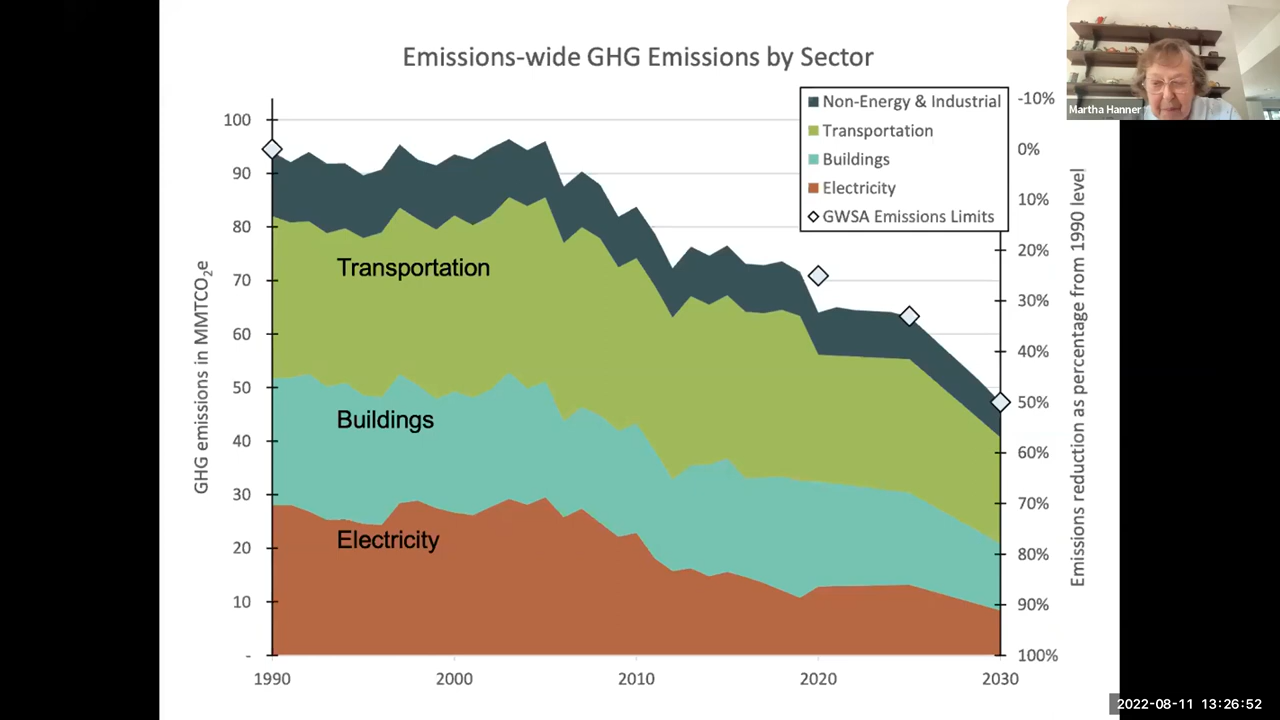 Emissions-wide GHG Emissions by Sector
Martha Hanner
Non-Energy & Industrial
Transportation
Buildings
Electricity
GWSA Emissions Limits
GHG emissions in MMTCO2e
100
90
80
70
60
50
40
30
20
10
-
Transportation
Buildings
Electricity
-10%
0%
10%
20%
30%
40%
50%
60%
70%
80%
90%
100%
Emissions reduction as percentage from 1990 level
1990 2000 2010 2020 2030
2022-08-11 13:26:52